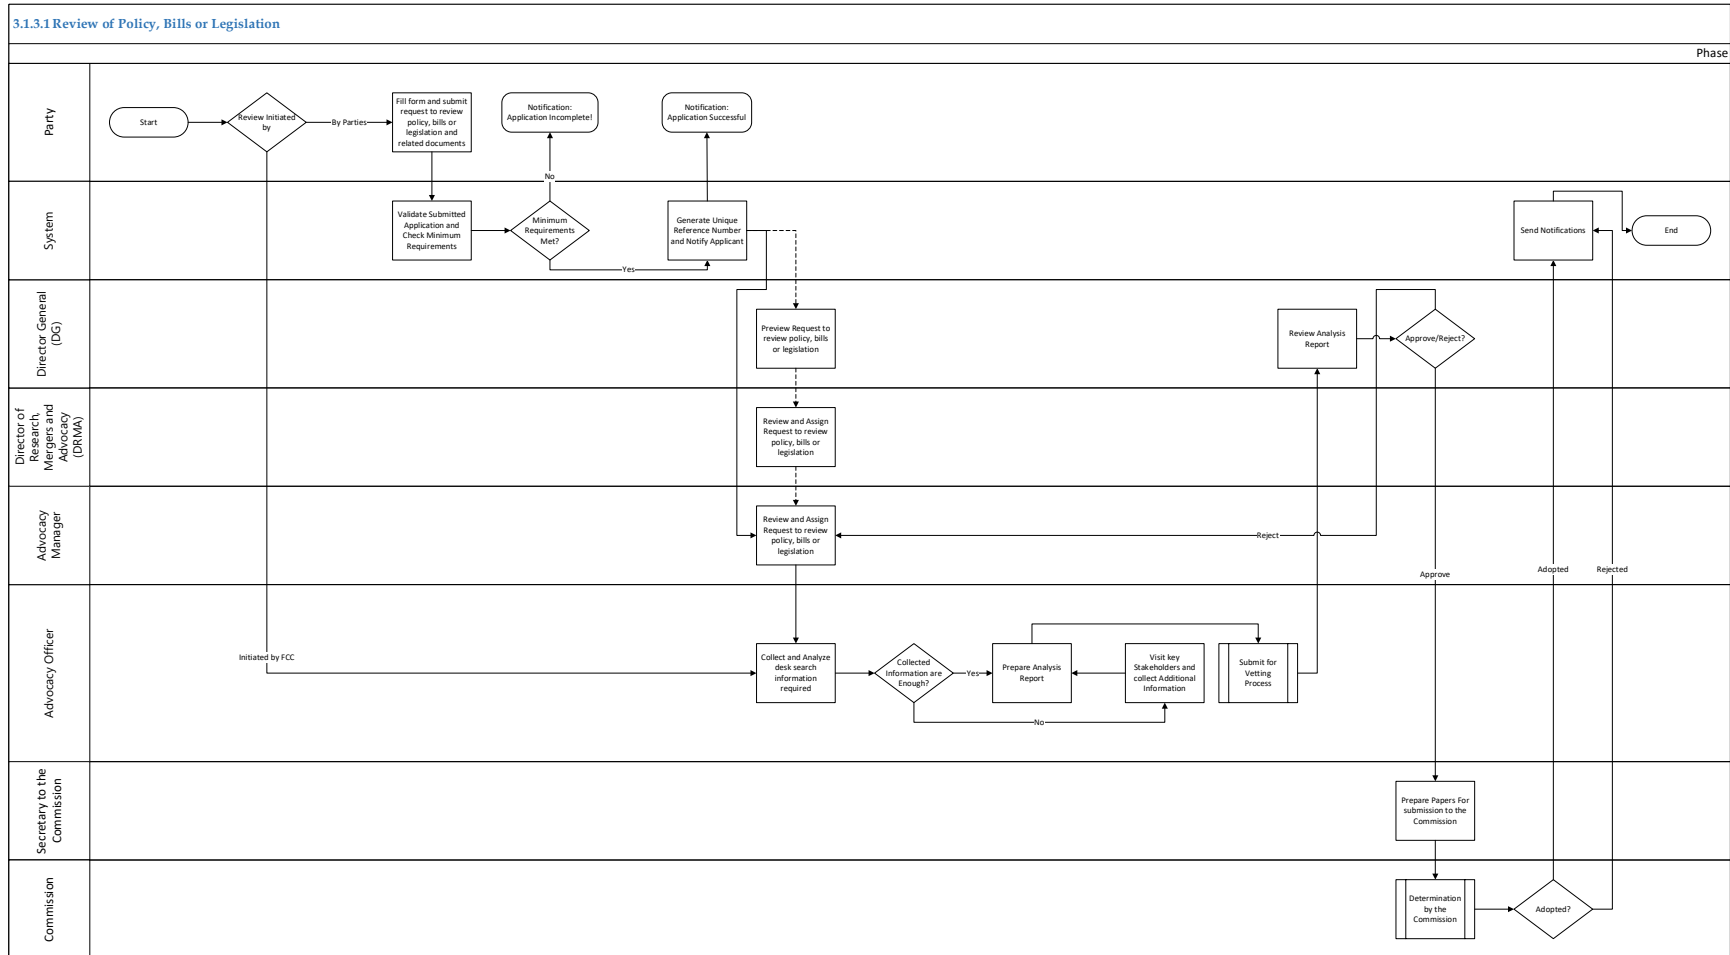 3.1.3.1 Review of Policy, Bills or Legislation
Phase
Party
Start
Review Initiated
by
By Parties
Fill form and submit
request to review
policy, bills or
legislation and
related documents
Notification:
Application Incomplete!
Notification:
Application Successful
No
System
Validate Submitted
Application and
Check Minimum
Requirements
Minimum
Requirements
Met?
Yes
Generate Unique
Reference Number
and Notify Applicant
Send Notifications
End
Director General
(DG)
Preview Request to
review policy, bills
or legislation
Review Analysis
Report
Approve/Reject?
Director of
Research,
Mergers and
Advocacy
(DRMA)
Review and Assign
Request to review
policy, bills or
legislation
Advocacy
Manager
Review and Assign
Request to review
policy, bills or
legislation
Reject
Approve
Adopted
Rejected
Advocacy Officer
Initiated by FCC
Collect and Analyze
desk search
information
required
Collected
Information are
Enough?
Yes
Prepare Analysis
Report
Visit key
Stakeholders and
collect Additional
Information
Submit for
Vetting
Process
No
Secretary to the
Commission
Prepare Papers For
submission to the
Commission
Commission
Determination
by the
Commission
Adopted?